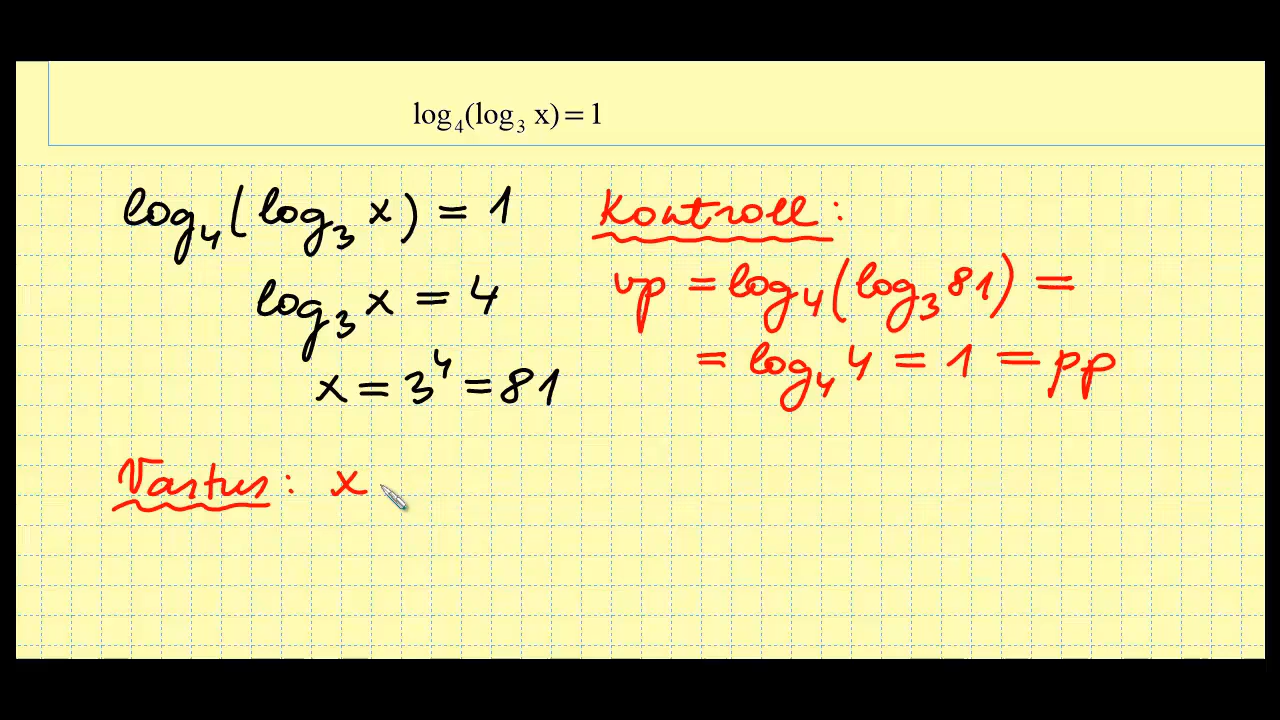 log₄(log₃ x) = 1
log₄(log₃ x) = 1
log₃ x = 4
x = 3⁴ = 81
Kontroll:
vp = log₄(log₃ 81) =
= log₄ 4 = 1 = pp
Vastus: x